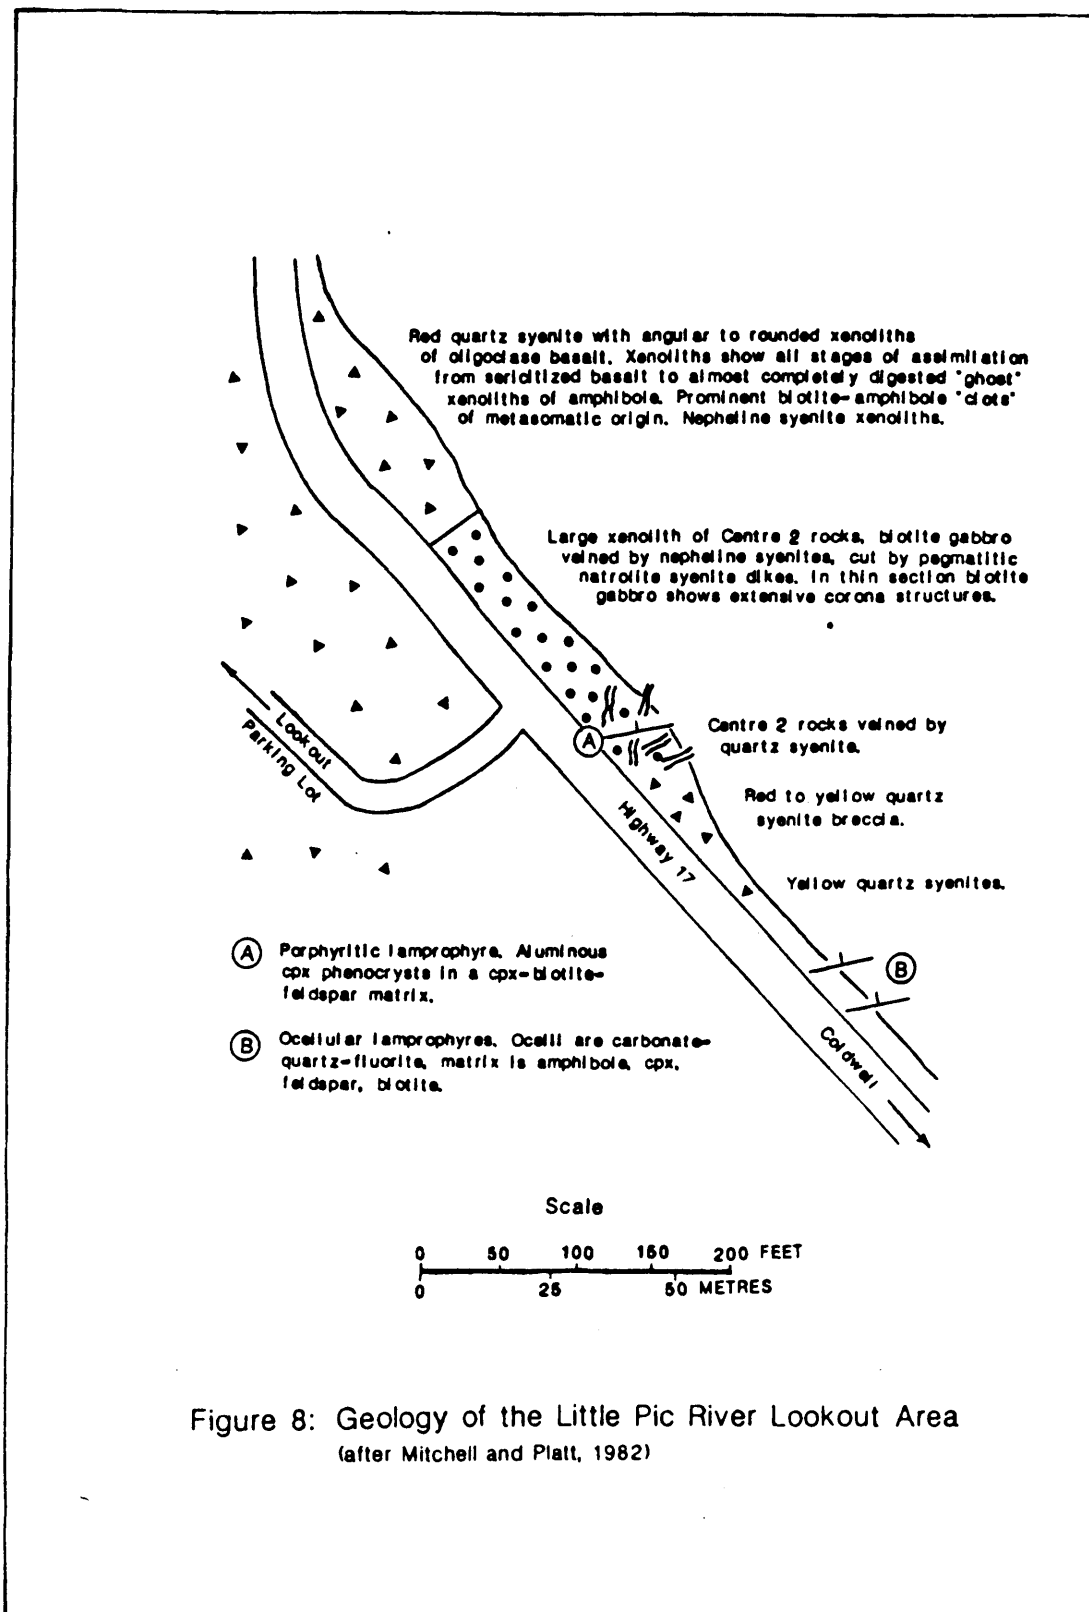 Red quartz syenite with angular to rounded xenoliths
of oligoclase basalt. Xenoliths show all stages of assimilation
from sericitized basalt to almost completely digested "ghost"
xenoliths of amphibole. Prominent biotite-amphibole "clots"
of metasomatic origin. Nepheline syenite xenoliths.
Large xenolith of Centre 2 rocks, biotite gabbro
veined by nepheline syenites, cut by pegmatitic
natrolite syenite dikes. In thin section biotite
gabbro shows extensive corona structures.
Lookout
Parking Lot
A
Centre 2 rocks veined by
quartz syenite.
Red to yellow quartz
syenite breccia.
Highway 17
Yellow quartz syenites.
B
A Porphyritic lamprophyre. Aluminous
cpx phenocrysts in a cpx-biotite-
feldspar matrix.
B Ocellular lamprophyres. Ocelli are carbonate-
quartz-fluorite, matrix is amphibole, cpx,
feldspar, biotite.
Coldwell
Scale
0 50 100 150 200 FEET
0 25 50 METRES
Figure 8: Geology of the Little Pic River Lookout Area
(after Mitchell and Platt, 1982)